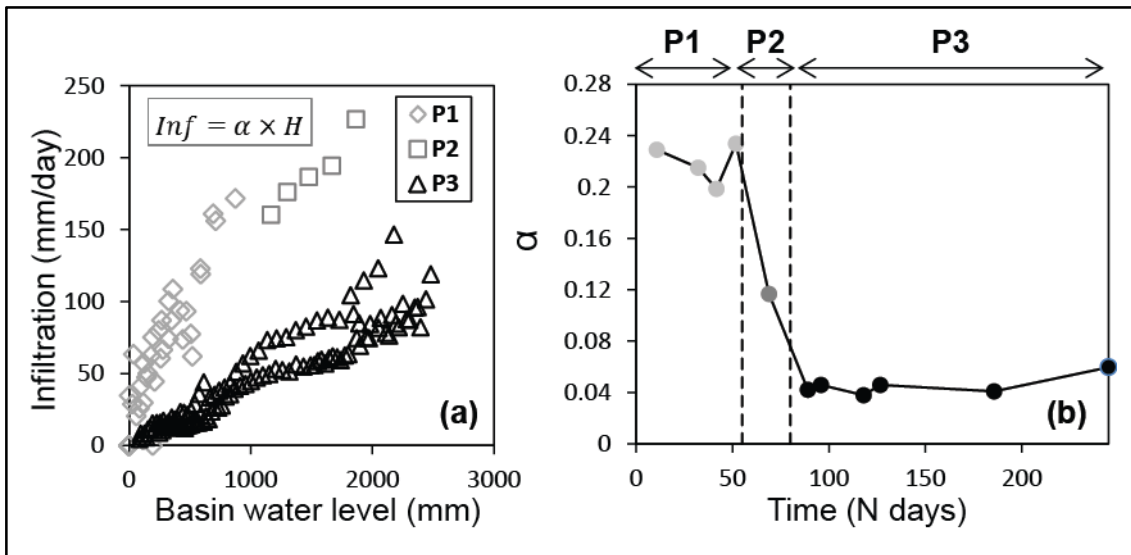 P1 P2 P3
250
200
150
100
50
0
Infiltration (mm/day)
Inf = α × H
P1
P2
P3
(a)
0 1000 2000 3000
Basin water level (mm)
0.28
0.24
0.2
0.16
0.12
0.08
0.04
0
α
(b)
0 50 100 150 200
Time (N days)